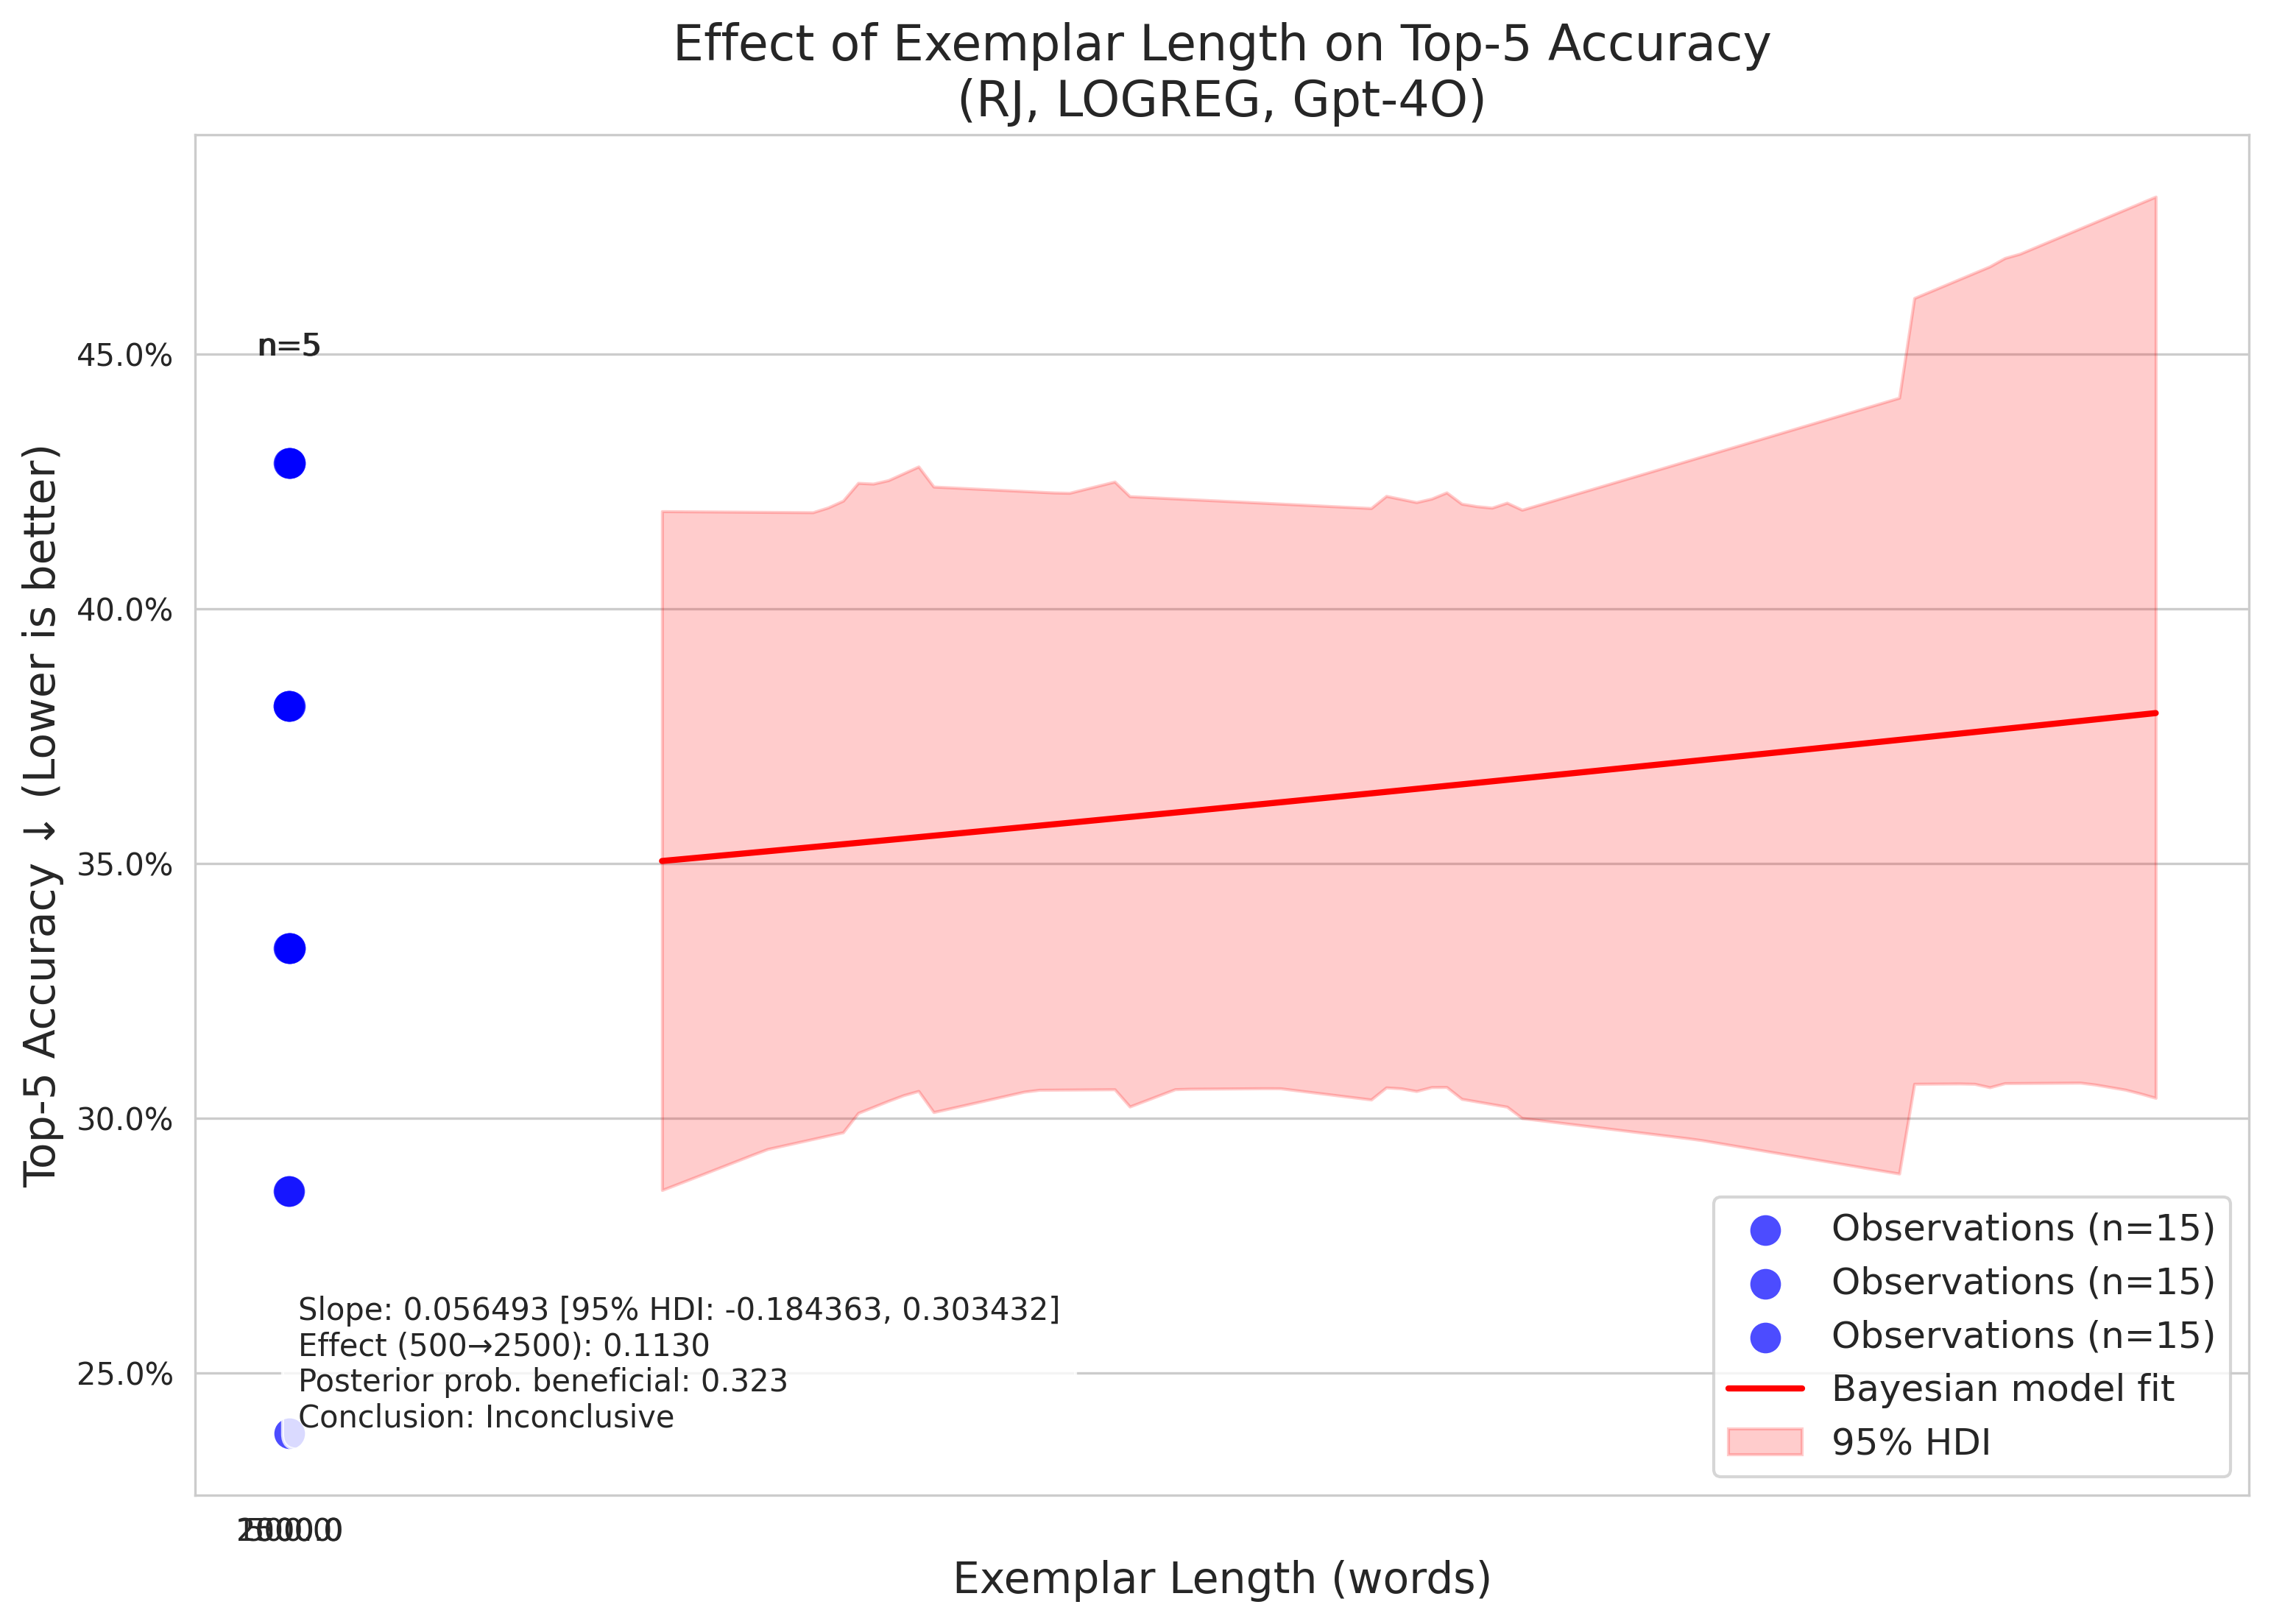 Effect of Exemplar Length on Top-5 Accuracy
(RJ, LOGREG, Gpt-4O)
Top-5 Accuracy ↓ (Lower is better)
45.0%
40.0%
35.0%
30.0%
25.0%
n=5
Slope: 0.056493 [95% HDI: -0.184363, 0.303432]
Effect (500→2500): 0.1130
Posterior prob. beneficial: 0.323
Conclusion: Inconclusive
Observations (n=15)
Observations (n=15)
Observations (n=15)
Bayesian model fit
95% HDI
Exemplar Length (words)